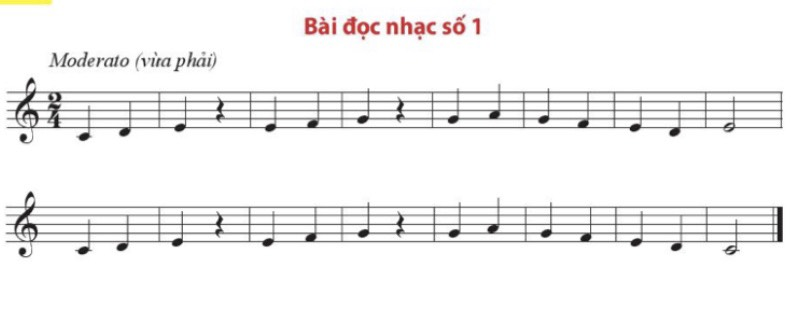 Bài đọc nhạc số 1
Moderato (vừa phải)
2
4